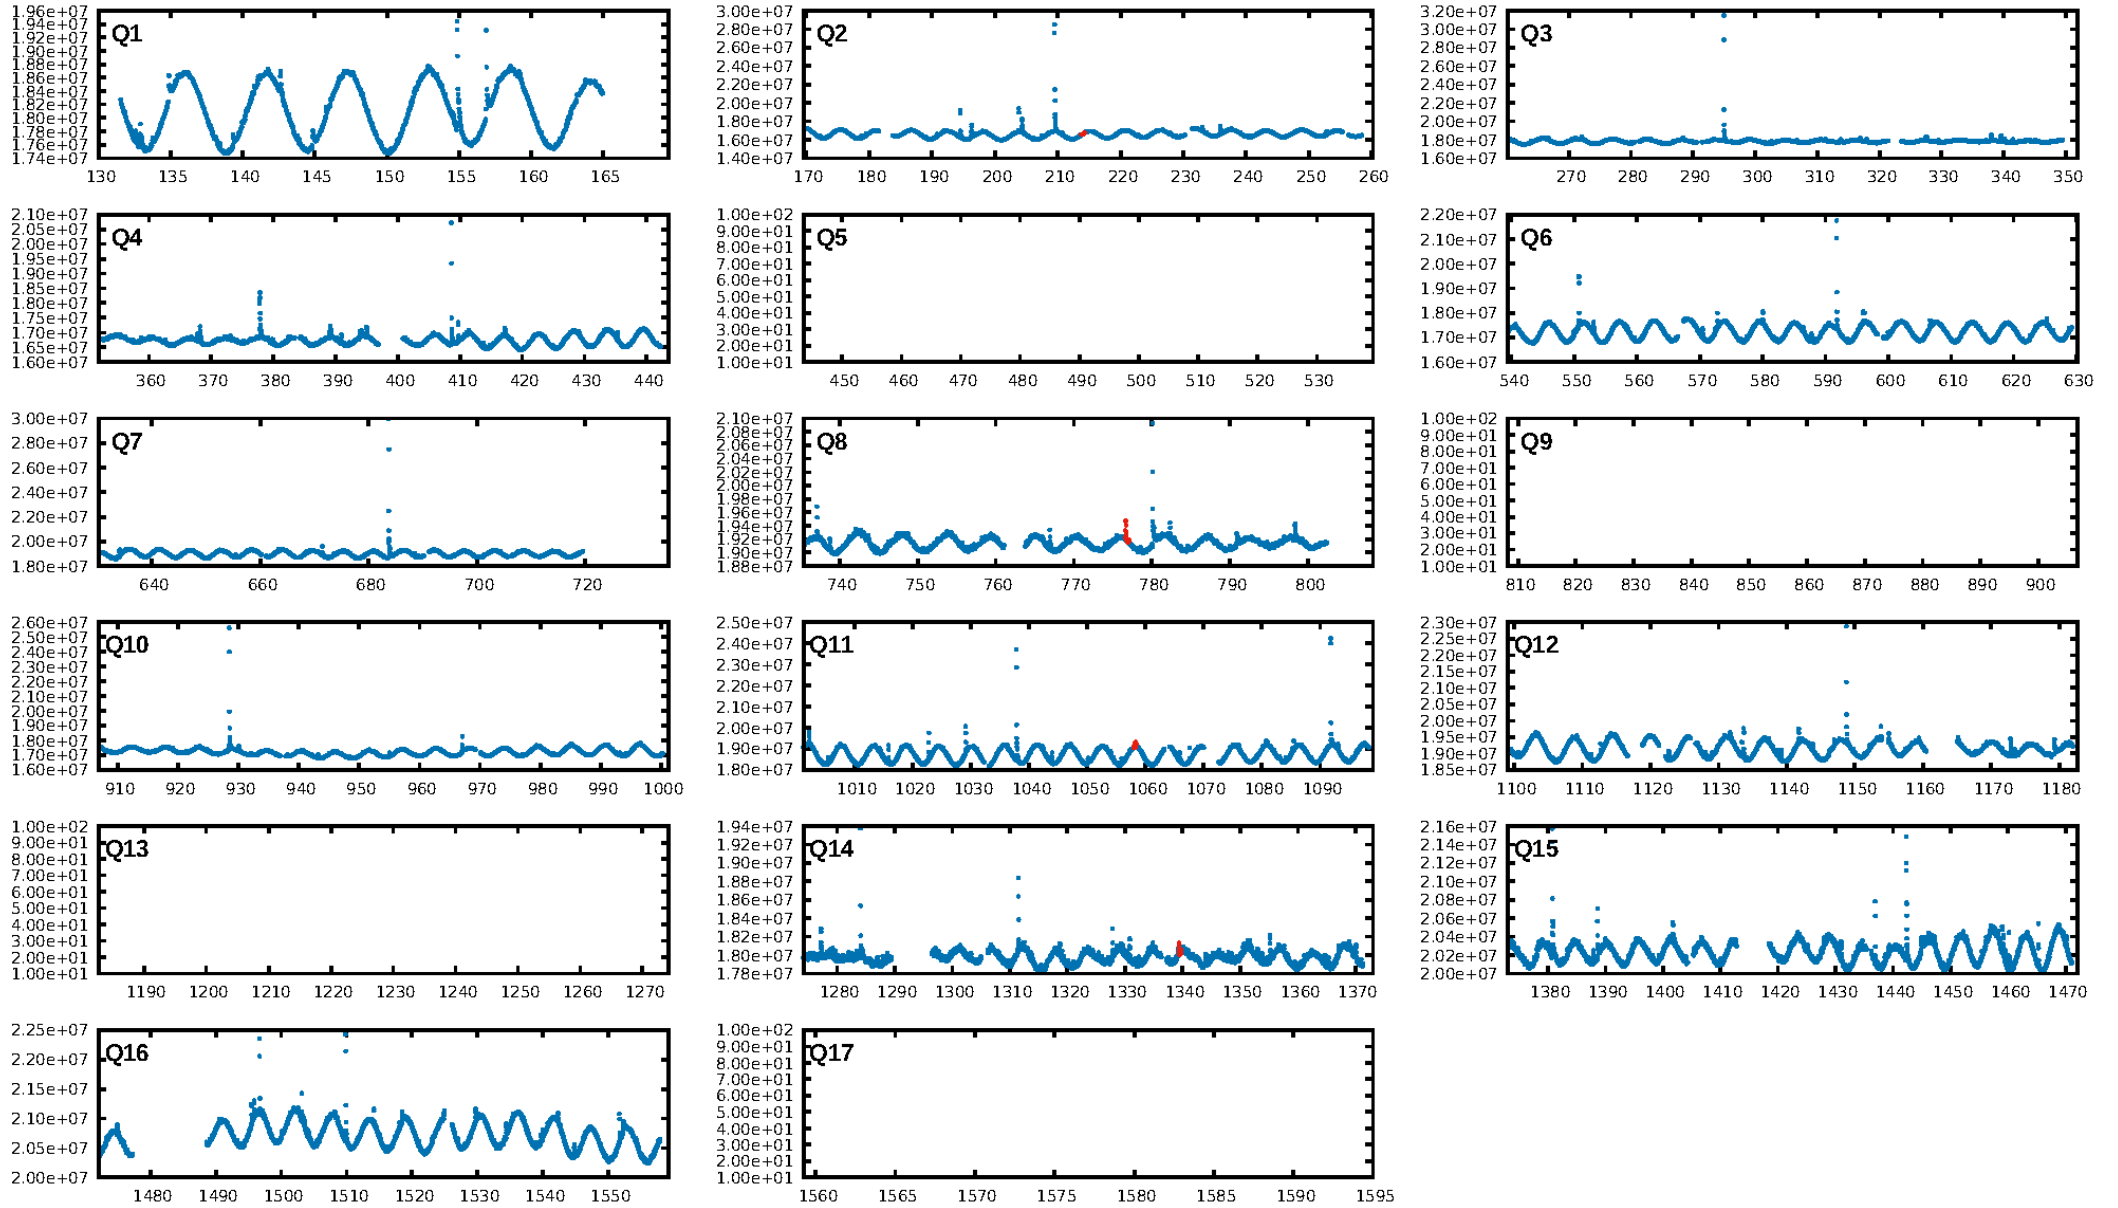 Q1
1.96e+07
1.94e+07
1.92e+07
1.90e+07
1.88e+07
1.86e+07
1.84e+07
1.82e+07
1.80e+07
1.78e+07
1.76e+07
1.74e+07
130 135 140 145 150 155 160 165
Q2
3.00e+07
2.80e+07
2.60e+07
2.40e+07
2.20e+07
2.00e+07
1.80e+07
1.60e+07
1.40e+07
170 180 190 200 210 220 230 240 250 260
Q3
3.20e+07
3.00e+07
2.80e+07
2.60e+07
2.40e+07
2.20e+07
2.00e+07
1.80e+07
1.60e+07
270 280 290 300 310 320 330 340 350
Q4
2.10e+07
2.05e+07
2.00e+07
1.95e+07
1.90e+07
1.85e+07
1.80e+07
1.75e+07
1.70e+07
1.65e+07
1.60e+07
360 370 380 390 400 410 420 430 440
Q5
1.00e+02
9.00e+01
8.00e+01
7.00e+01
6.00e+01
5.00e+01
4.00e+01
3.00e+01
2.00e+01
1.00e+01
450 460 470 480 490 500 510 520 530
Q6
2.20e+07
2.10e+07
2.00e+07
1.90e+07
1.80e+07
1.70e+07
1.60e+07
540 550 560 570 580 590 600 610 620 630
Q7
3.00e+07
2.80e+07
2.60e+07
2.40e+07
2.20e+07
2.00e+07
1.80e+07
640 660 680 700 720
Q8
2.10e+07
2.08e+07
2.06e+07
2.04e+07
2.02e+07
2.00e+07
1.98e+07
1.96e+07
1.94e+07
1.92e+07
1.90e+07
1.88e+07
740 750 760 770 780 790 800
Q9
1.00e+02
9.00e+01
8.00e+01
7.00e+01
6.00e+01
5.00e+01
4.00e+01
3.00e+01
2.00e+01
1.00e+01
810 820 830 840 850 860 870 880 890 900
Q10
2.60e+07
2.50e+07
2.40e+07
2.30e+07
2.20e+07
2.10e+07
2.00e+07
1.90e+07
1.80e+07
1.70e+07
1.60e+07
910 920 930 940 950 960 970 980 990 1000
Q11
2.50e+07
2.40e+07
2.30e+07
2.20e+07
2.10e+07
2.00e+07
1.90e+07
1.80e+07
1010 1020 1030 1040 1050 1060 1070 1080 1090
Q12
2.30e+07
2.25e+07
2.20e+07
2.15e+07
2.10e+07
2.05e+07
2.00e+07
1.95e+07
1.90e+07
1.85e+07
1100 1110 1120 1130 1140 1150 1160 1170 1180
Q13
1.00e+02
9.00e+01
8.00e+01
7.00e+01
6.00e+01
5.00e+01
4.00e+01
3.00e+01
2.00e+01
1.00e+01
1190 1200 1210 1220 1230 1240 1250 1260 1270
Q14
1.94e+07
1.92e+07
1.90e+07
1.88e+07
1.86e+07
1.84e+07
1.82e+07
1.80e+07
1.78e+07
1280 1290 1300 1310 1320 1330 1340 1350 1360 1370
Q15
2.16e+07
2.14e+07
2.12e+07
2.10e+07
2.08e+07
2.06e+07
2.04e+07
2.02e+07
2.00e+07
1380 1390 1400 1410 1420 1430 1440 1450 1460 1470
Q16
2.25e+07
2.20e+07
2.15e+07
2.10e+07
2.05e+07
2.00e+07
1480 1490 1500 1510 1520 1530 1540 1550
Q17
1.00e+02
9.00e+01
8.00e+01
7.00e+01
6.00e+01
5.00e+01
4.00e+01
3.00e+01
2.00e+01
1.00e+01
1560 1565 1570 1575 1580 1585 1590 1595